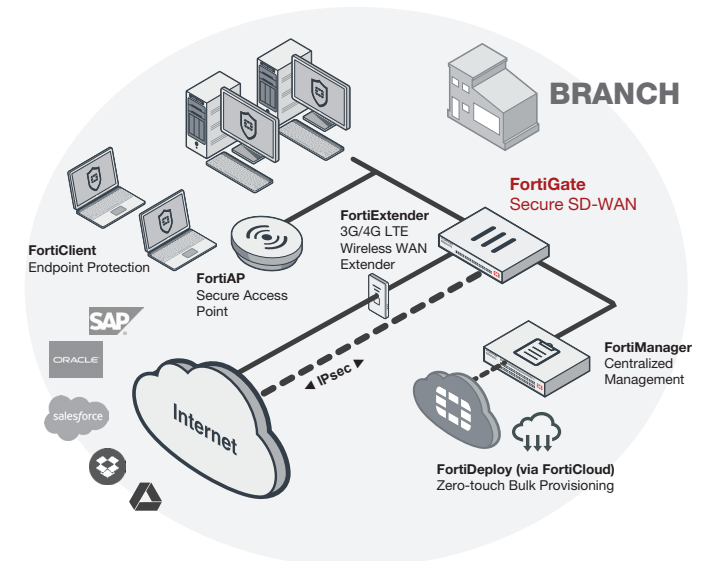 BRANCH
FortiGate
Secure SD-WAN
FortiExtender
3G/4G LTE
Wireless WAN
Extender
FortiClient
Endpoint Protection
FortiAP
Secure Access
Point
SAP
ORACLE
salesforce
Internet
◄ IPsec ►
FortiManager
Centralized
Management
FortiDeploy (via FortiCloud)
Zero-touch Bulk Provisioning